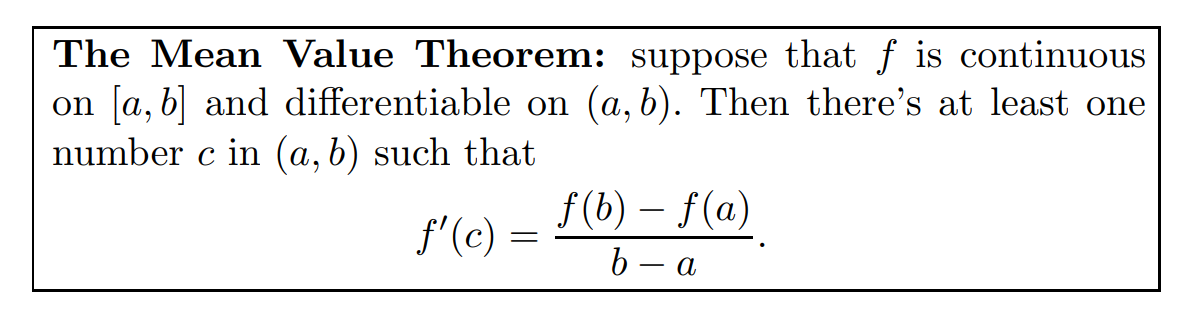 The Mean Value Theorem: suppose that f is continuous
on [a, b] and differentiable on (a, b). Then there's at least one
number c in (a, b) such that
f′(c) = f(b) − f(a) / b − a.